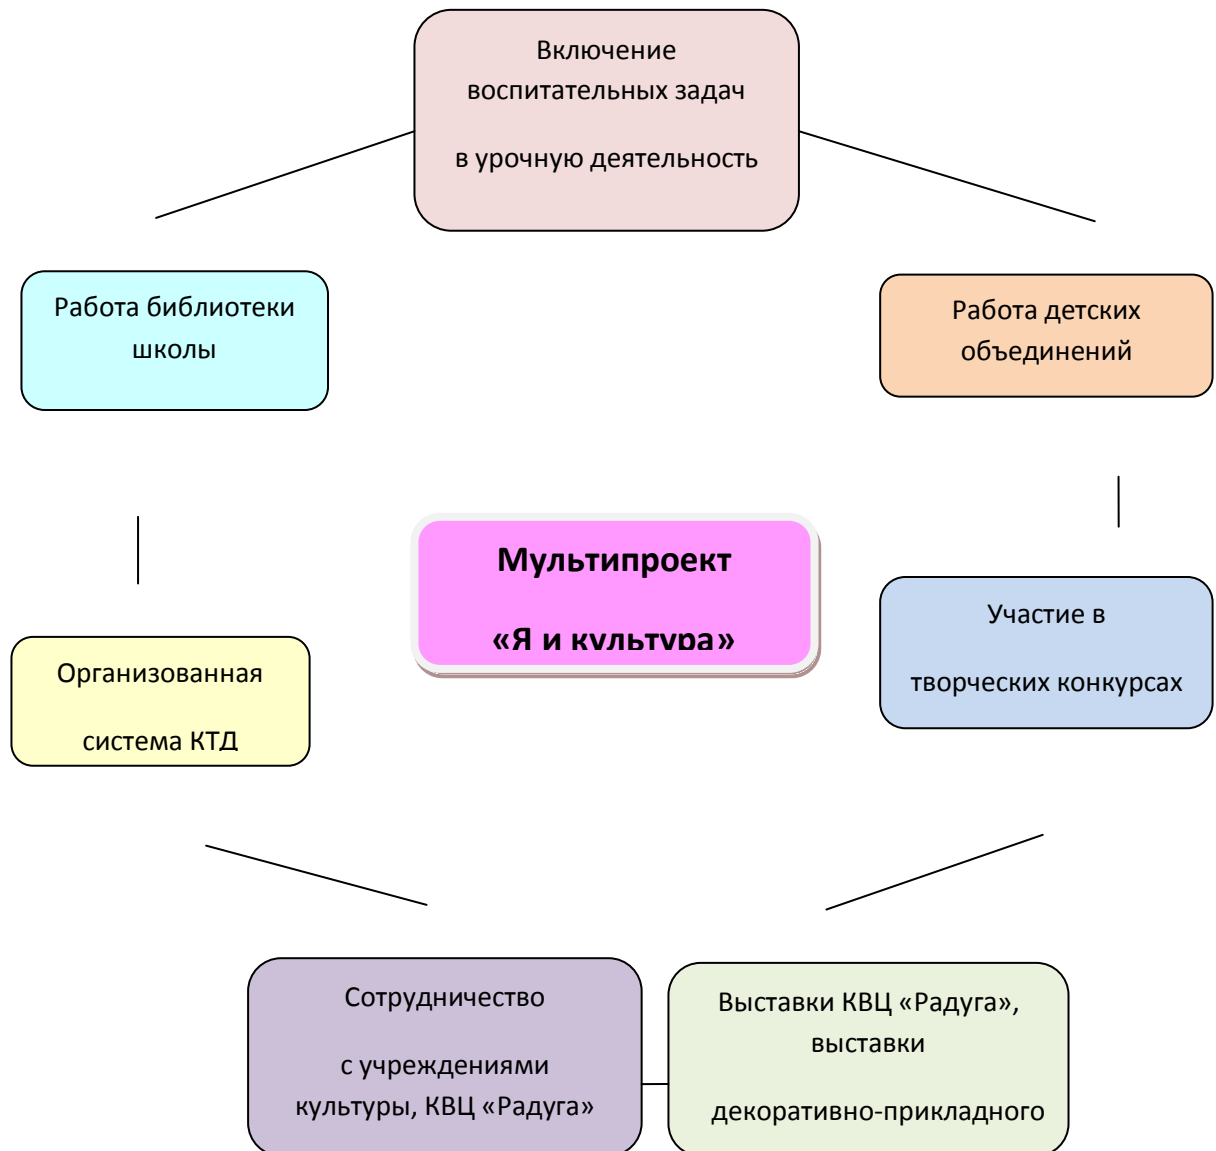 Включение
воспитательных задач
в урочную деятельность
Работа библиотеки
школы
Работа детских
объединений
Мультипроект
«Я и культура»
Участие в
творческих конкурсах
Организованная
система КТД
Сотрудничество
с учреждениями
культуры, КВЦ «Радуга»
Выставки КВЦ «Радуга»,
выставки
декоративно-прикладного